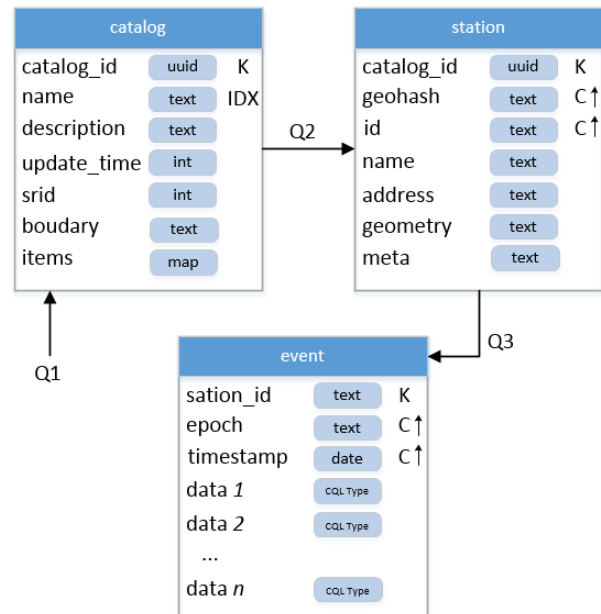 catalog
catalog_id uuid K
name text IDX
description text
update_time int
srid int
boudary text
items map
Q2
station
catalog_id uuid K
geohash text C↑
id text C↑
name text
address text
geometry text
meta text
Q1
Q3
event
sation_id text K
epoch text C↑
timestamp date C↑
data 1 CQL Type
data 2 CQL Type
...
data n CQL Type